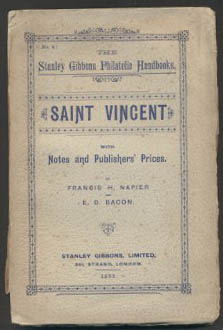 THE
Stanley Gibbons Philatelic Handbooks.
SAINT VINCENT
WITH
Notes and Publishers' Prices.
BY
FRANCIS H. NAPIER
AND
E. D. BACON.
STANLEY GIBBONS, LIMITED,
391, STRAND, LONDON.